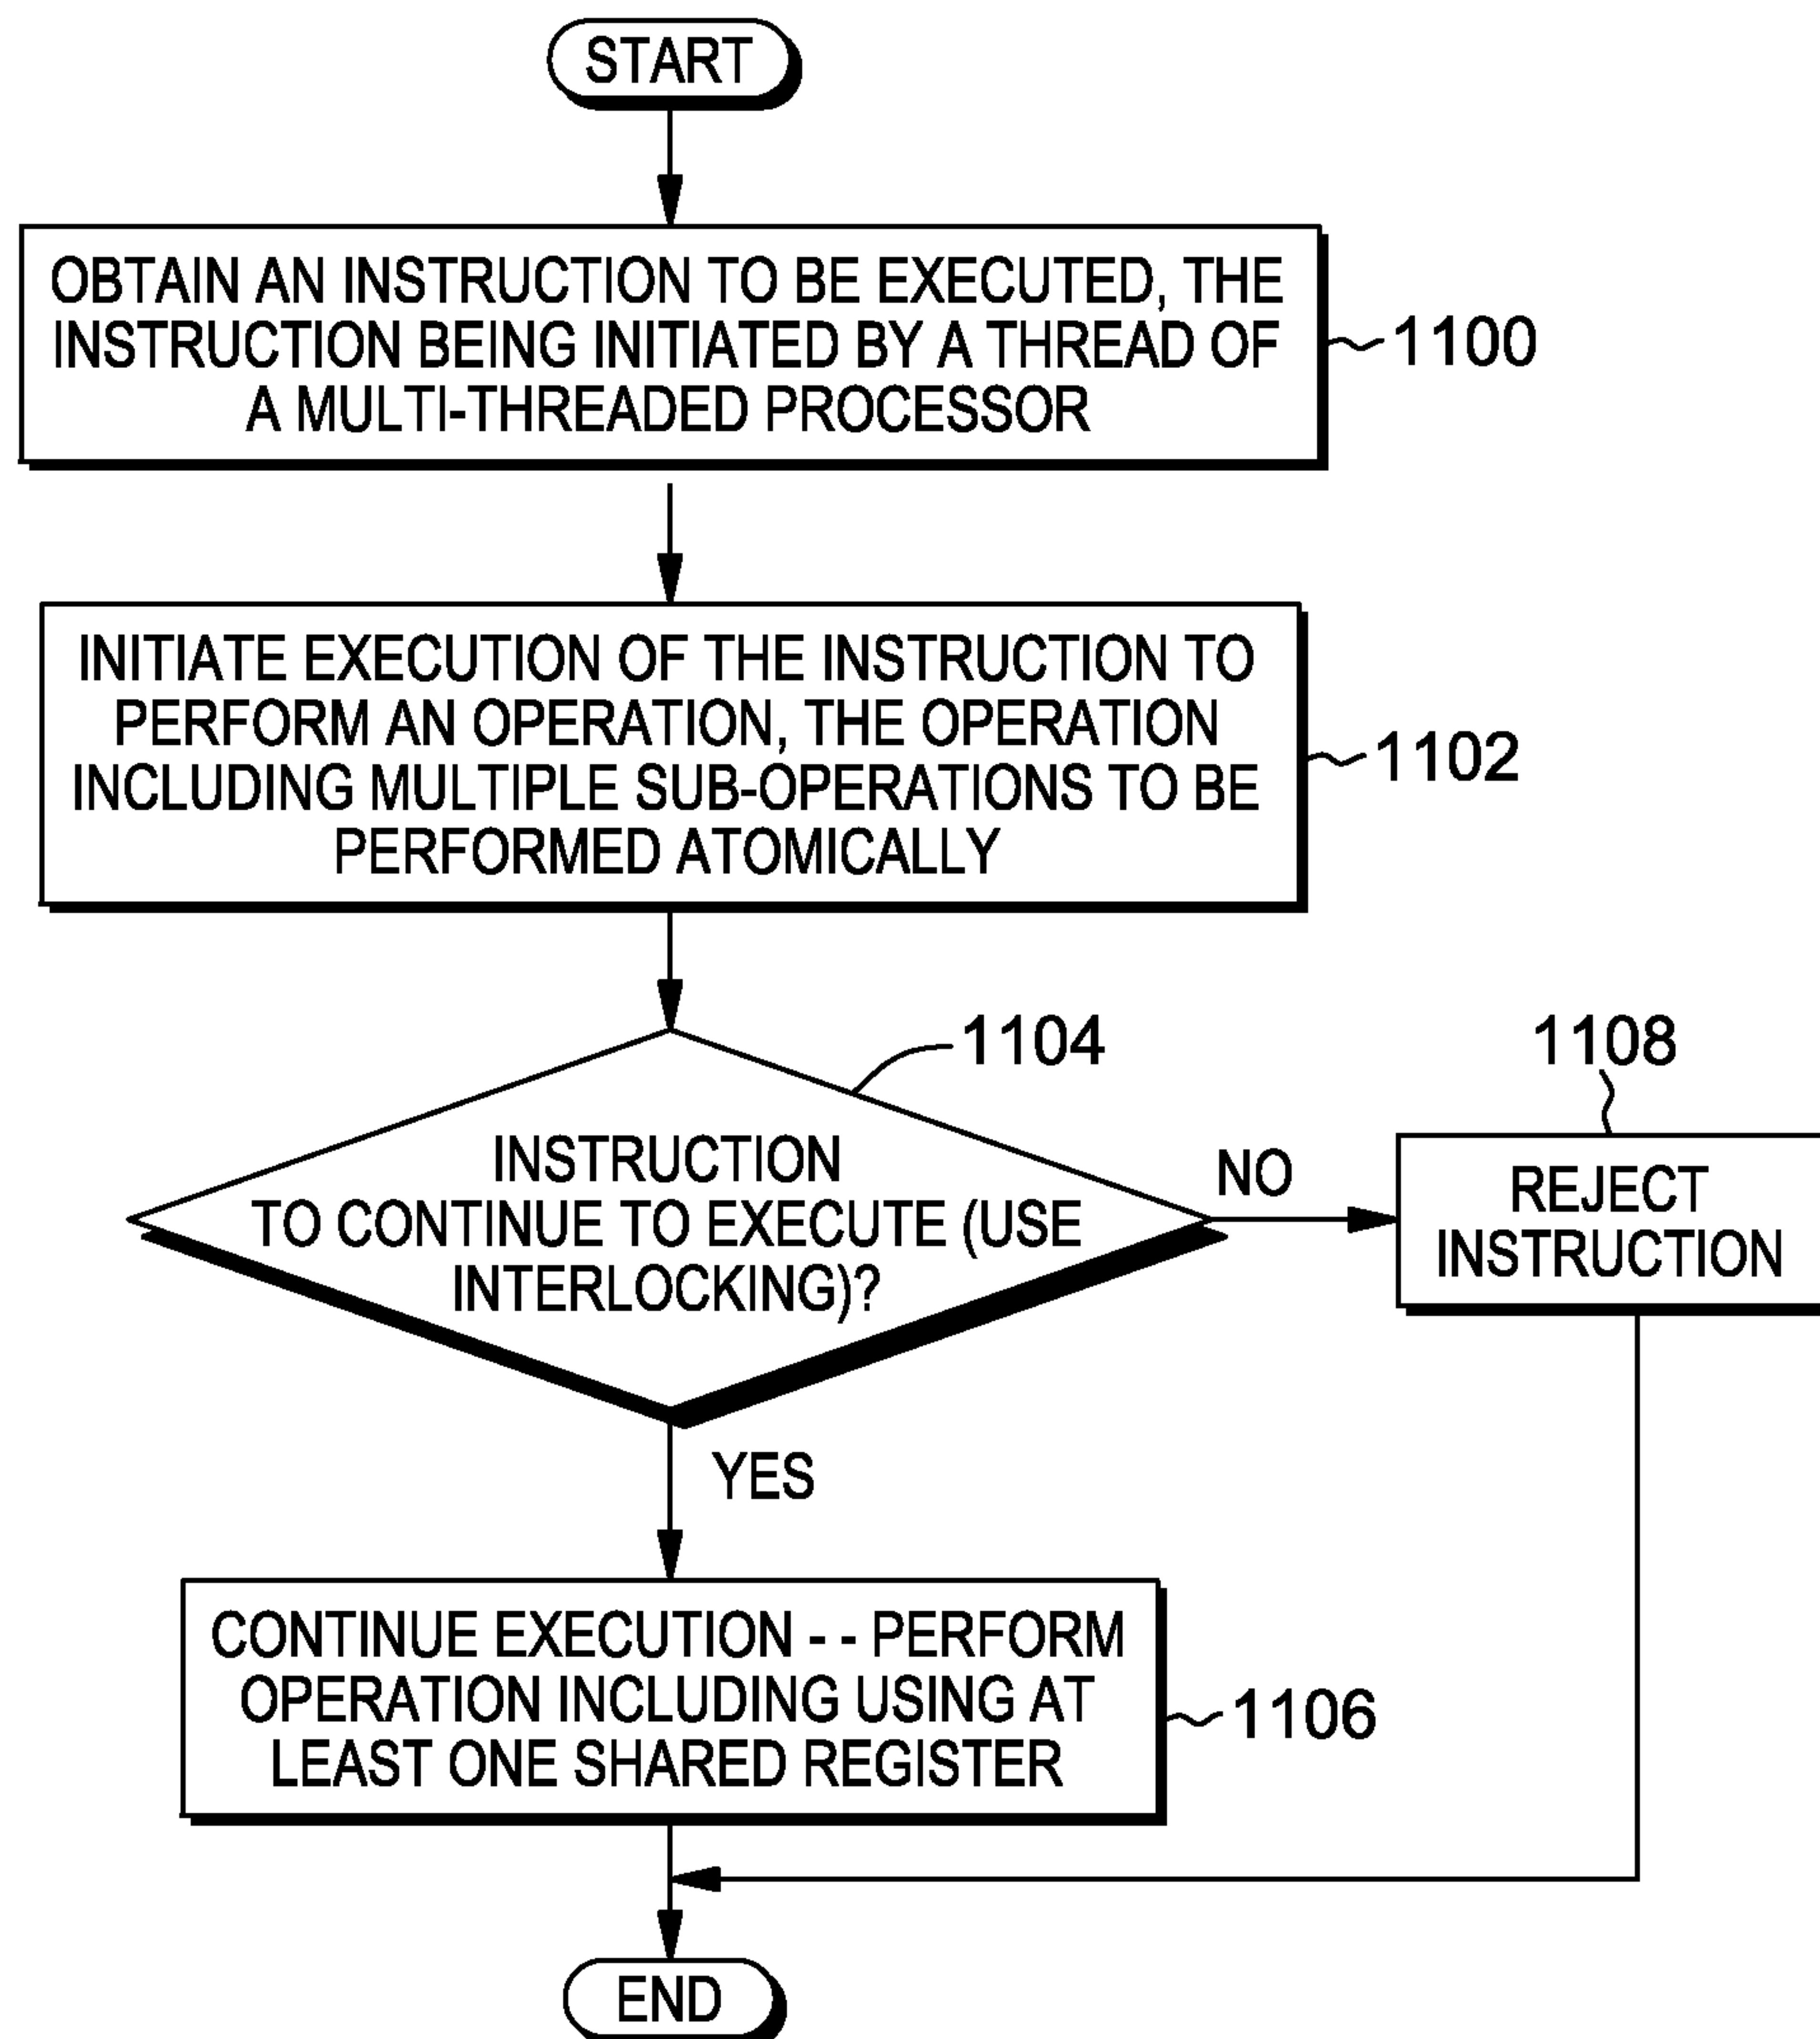 START
OBTAIN AN INSTRUCTION TO BE EXECUTED, THE
INSTRUCTION BEING INITIATED BY A THREAD OF
A MULTI-THREADED PROCESSOR
1100
INITIATE EXECUTION OF THE INSTRUCTION TO
PERFORM AN OPERATION, THE OPERATION
INCLUDING MULTIPLE SUB-OPERATIONS TO BE
PERFORMED ATOMICALLY
1102
1104
INSTRUCTION
TO CONTINUE TO EXECUTE (USE
INTERLOCKING)?
NO
1108
REJECT
INSTRUCTION
YES
CONTINUE EXECUTION - - PERFORM
OPERATION INCLUDING USING AT
LEAST ONE SHARED REGISTER
1106
END